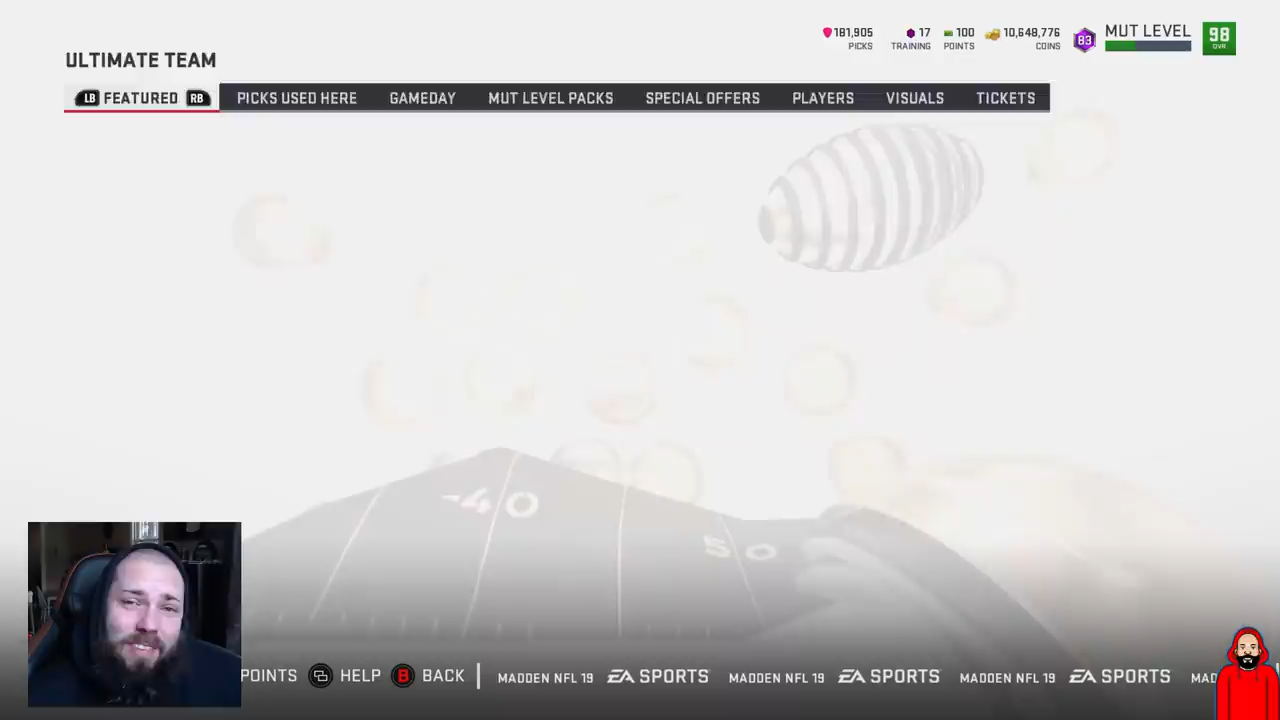 181,905 PICKS
17 TRAINING
100 POINTS
10,648,776 COINS
83
MUT LEVEL
98 OVR
ULTIMATE TEAM
LB FEATURED RB PICKS USED HERE GAMEDAY MUT LEVEL PACKS SPECIAL OFFERS PLAYERS VISUALS TICKETS
40
50
POINTS HELP B BACK MADDEN NFL 19 EA SPORTS MADDEN NFL 19 EA SPORTS MADDEN NFL 19 EA SPORTS